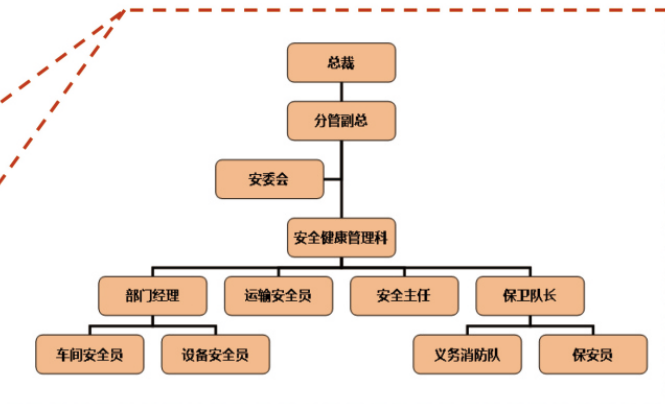 总裁
分管副总
安委会
安全健康管理科
部门经理
运输安全员
安全主任
保卫队长
车间安全员
设备安全员
义务消防队
保安员